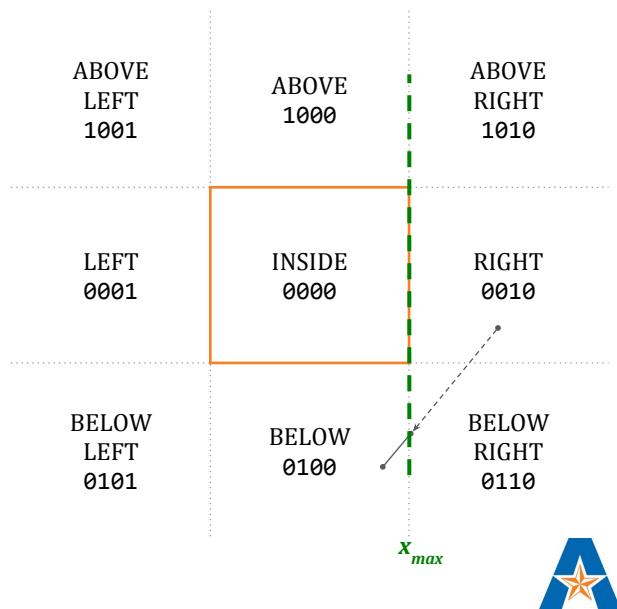 ABOVE
LEFT
1001
ABOVE
1000
ABOVE
RIGHT
1010
LEFT
0001
INSIDE
0000
RIGHT
0010
BELOW
LEFT
0101
BELOW
0100
BELOW
RIGHT
0110
x_max
A